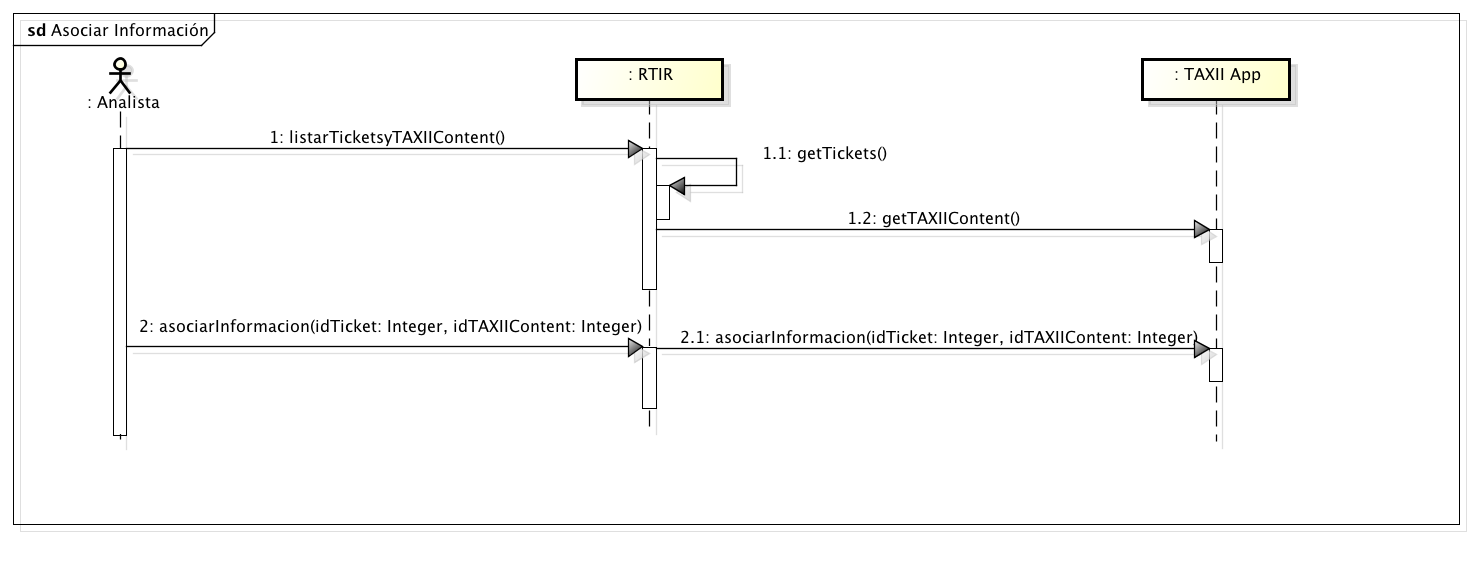 sd Asociar Información
: Analista
: RTIR
: TAXII App
1: listarTicketsyTAXIIContent()
1.1: getTickets()
1.2: getTAXIIContent()
2: asociarInformacion(idTicket: Integer, idTAXIIContent: Integer)
2.1: asociarInformacion(idTicket: Integer, idTAXIIContent: Integer)